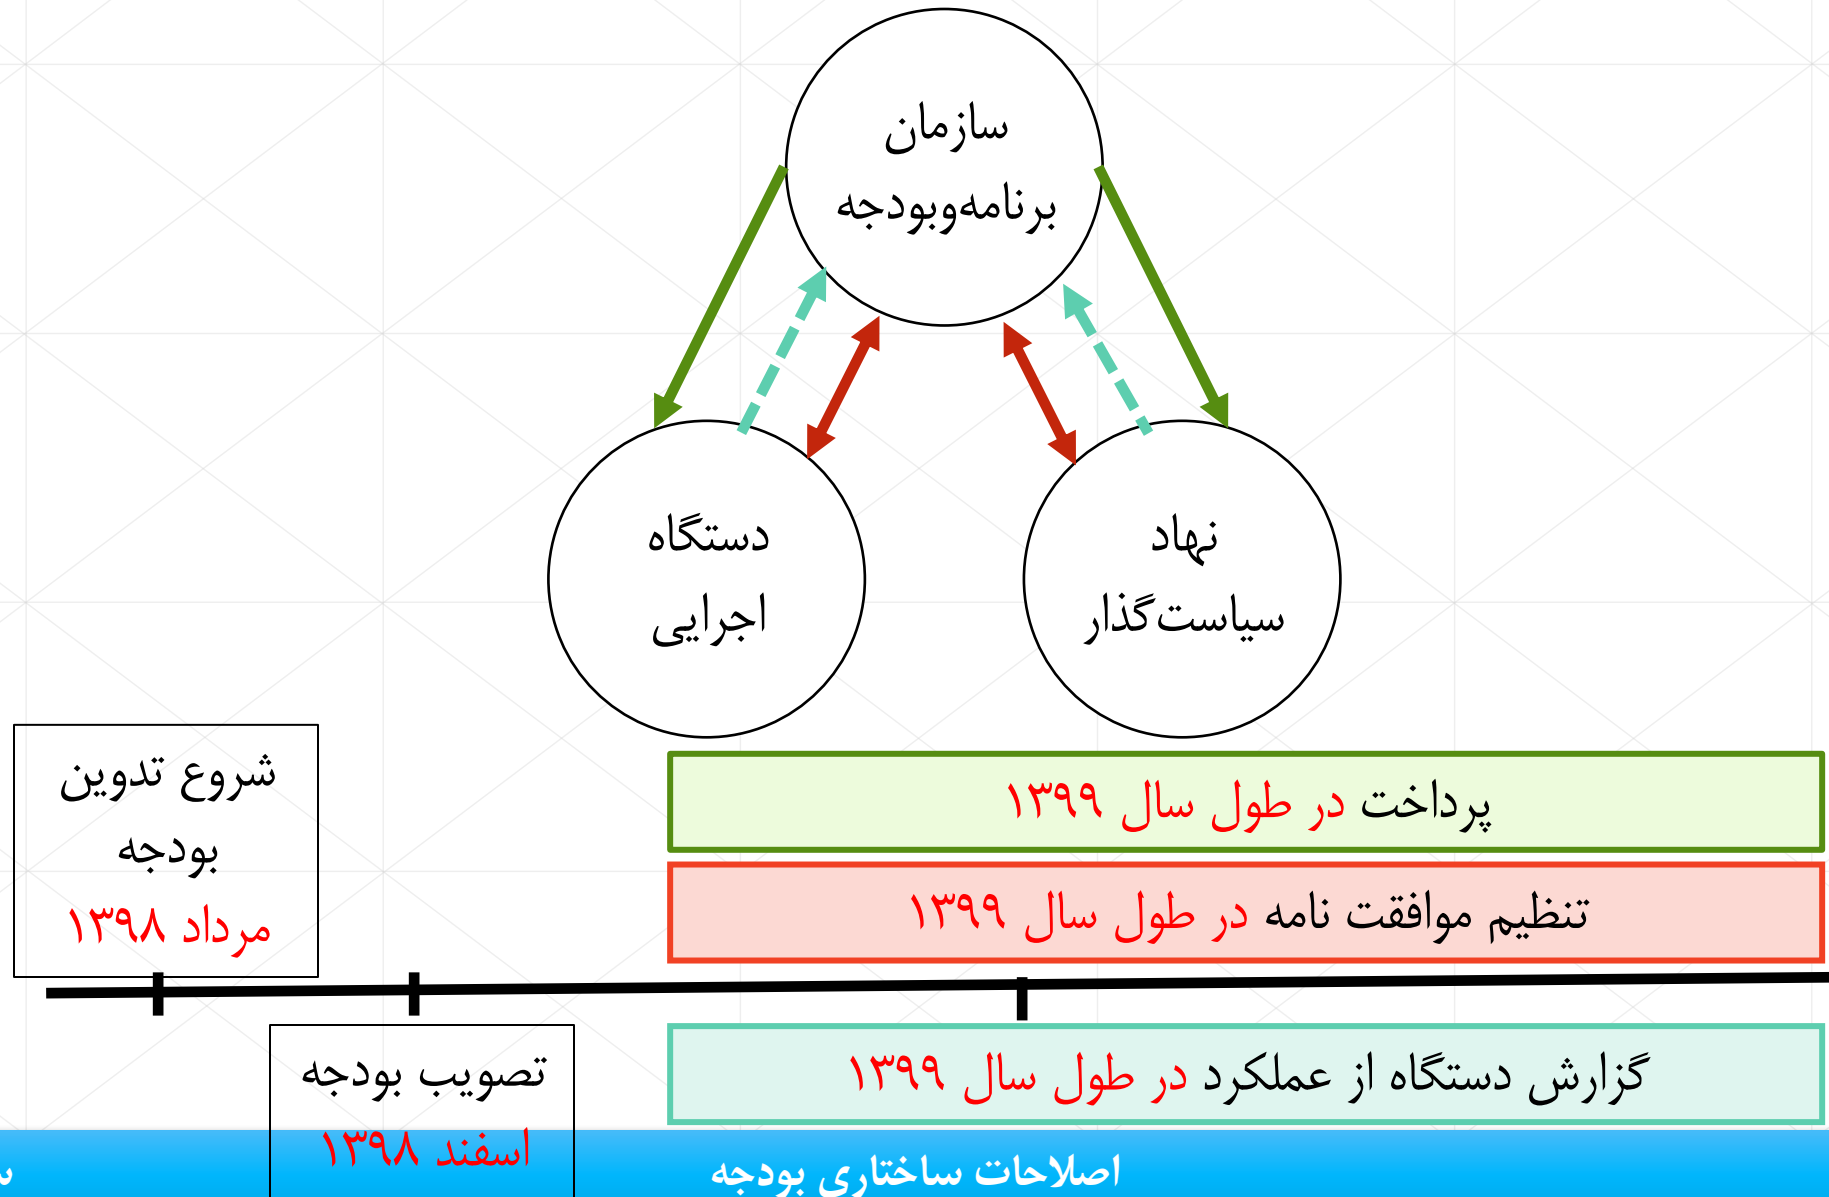 سازمان
برنامه‌وبودجه
نهاد
سیاست‌گذار
دستگاه
اجرایی
شروع تدوین
بودجه
مرداد ۱۳۹۸
پرداخت در طول سال ۱۳۹۹
تنظیم موافقت نامه در طول سال ۱۳۹۹
گزارش دستگاه از عملکرد در طول سال ۱۳۹۹
تصویب بودجه
اسفند ۱۳۹۸
اصلاحات ساختاری بودجه